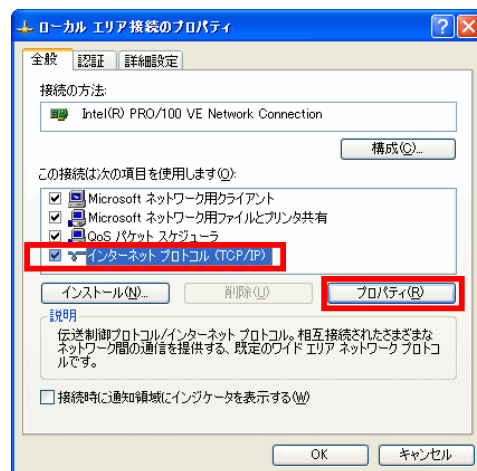 ローカル エリア接続のプロパティ
全般 認証 詳細設定
接続の方法:
Intel(R) PRO/100 VE Network Connection
構成(C)...
この接続は次の項目を使用します(O):
Microsoft ネットワーク用クライアント
Microsoft ネットワーク用ファイルとプリンタ共有
QoS パケット スケジューラ
インターネット プロトコル (TCP/IP)
インストール(N)... 削除(U) プロパティ(R)
説明
伝送制御プロトコル/インターネット プロトコル。相互接続されたさまざまな
ネットワーク間の通信を提供する、既定のワイド エリア ネットワーク プロトコ
ルです。
接続時に通知領域にインジケータを表示する(W)
OK キャンセル